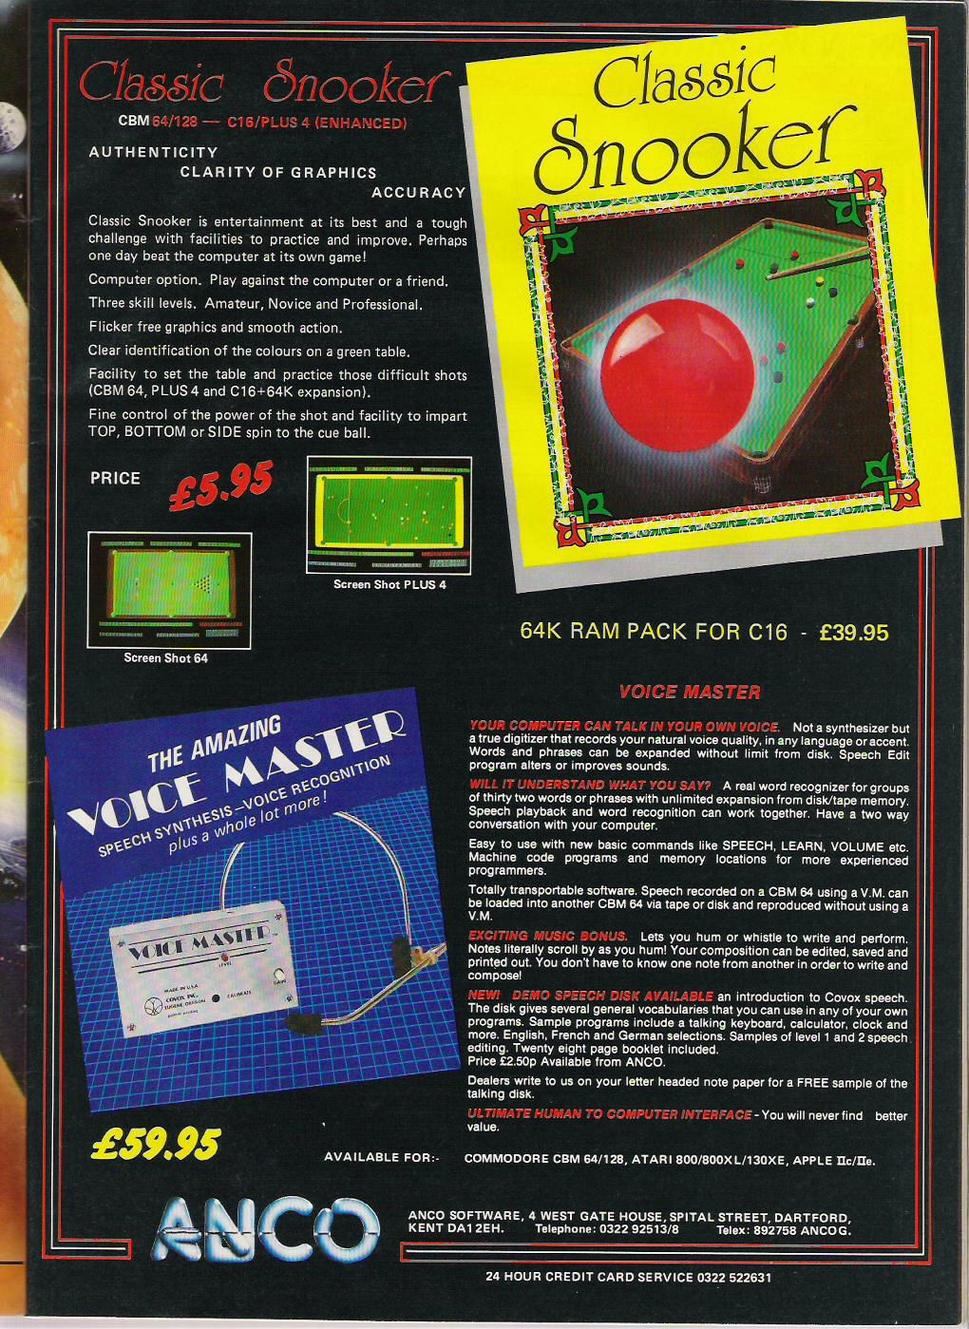 Classic Snooker
CBM 64/128 — C16/PLUS 4 (ENHANCED)
AUTHENTICITY
CLARITY OF GRAPHICS
ACCURACY
Classic Snooker is entertainment at its best and a tough
challenge with facilities to practice and improve. Perhaps
one day beat the computer at its own game!
Computer option. Play against the computer or a friend.
Three skill levels. Amateur, Novice and Professional.
Flicker free graphics and smooth action.
Clear identification of the colours on a green table.
Facility to set the table and practice those difficult shots
(CBM 64, PLUS 4 and C16+64K expansion).
Fine control of the power of the shot and facility to impart
TOP, BOTTOM or SIDE spin to the cue ball.
PRICE £5.95
Screen Shot PLUS 4
Screen Shot 64
Classic
Snooker
64K RAM PACK FOR C16 - £39.95
THE AMAZING
VOICE MASTER
SPEECH SYNTHESIS–VOICE RECOGNITION
plus a whole lot more!
VOICE MASTER
LEVEL
MADE IN U.S.A.
COVOX INC.
EUGENE, OREGON
CALIBRATE
GAIN
£59.95
VOICE MASTER
YOUR COMPUTER CAN TALK IN YOUR OWN VOICE. Not a synthesizer but
a true digitizer that records your natural voice quality, in any language or accent.
Words and phrases can be expanded without limit from disk. Speech Edit
program alters or improves sounds.
WILL IT UNDERSTAND WHAT YOU SAY? A real word recognizer for groups
of thirty two words or phrases with unlimited expansion from disk/tape memory.
Speech playback and word recognition can work together. Have a two way
conversation with your computer.
Easy to use with new basic commands like SPEECH, LEARN, VOLUME etc.
Machine code programs and memory locations for more experienced
programmers.
Totally transportable software. Speech recorded on a CBM 64 using a V.M. can
be loaded into another CBM 64 via tape or disk and reproduced without using a
V.M.
EXCITING MUSIC BONUS. Lets you hum or whistle to write and perform.
Notes literally scroll by as you hum! Your composition can be edited, saved and
printed out. You don't have to know one note from another in order to write and
compose!
NEW! DEMO SPEECH DISK AVAILABLE an introduction to Covox speech.
The disk gives several general vocabularies that you can use in any of your own
programs. Sample programs include a talking keyboard, calculator, clock and
more. English, French and German selections. Samples of level 1 and 2 speech
editing. Twenty eight page booklet included.
Price £2.50p Available from ANCO.
Dealers write to us on your letter headed note paper for a FREE sample of the
talking disk.
ULTIMATE HUMAN TO COMPUTER INTERFACE - You will never find better
value.
AVAILABLE FOR:- COMMODORE CBM 64/128, ATARI 800/800XL/130XE, APPLE IIc/IIe.
ANCO
ANCO SOFTWARE, 4 WEST GATE HOUSE, SPITAL STREET, DARTFORD,
KENT DA1 2EH. Telephone: 0322 92513/8 Telex: 892758 ANCO G.
24 HOUR CREDIT CARD SERVICE 0322 522631